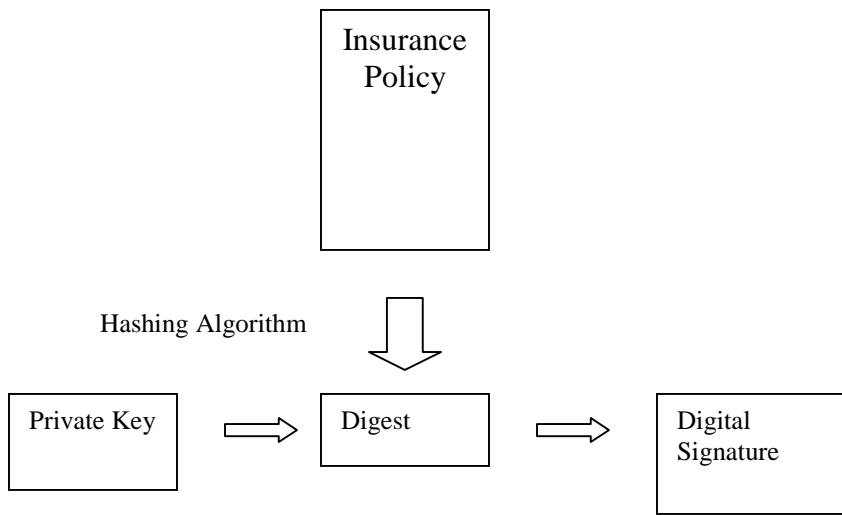 Insurance
Policy
Hashing Algorithm
Private Key
Digest
Digital
Signature